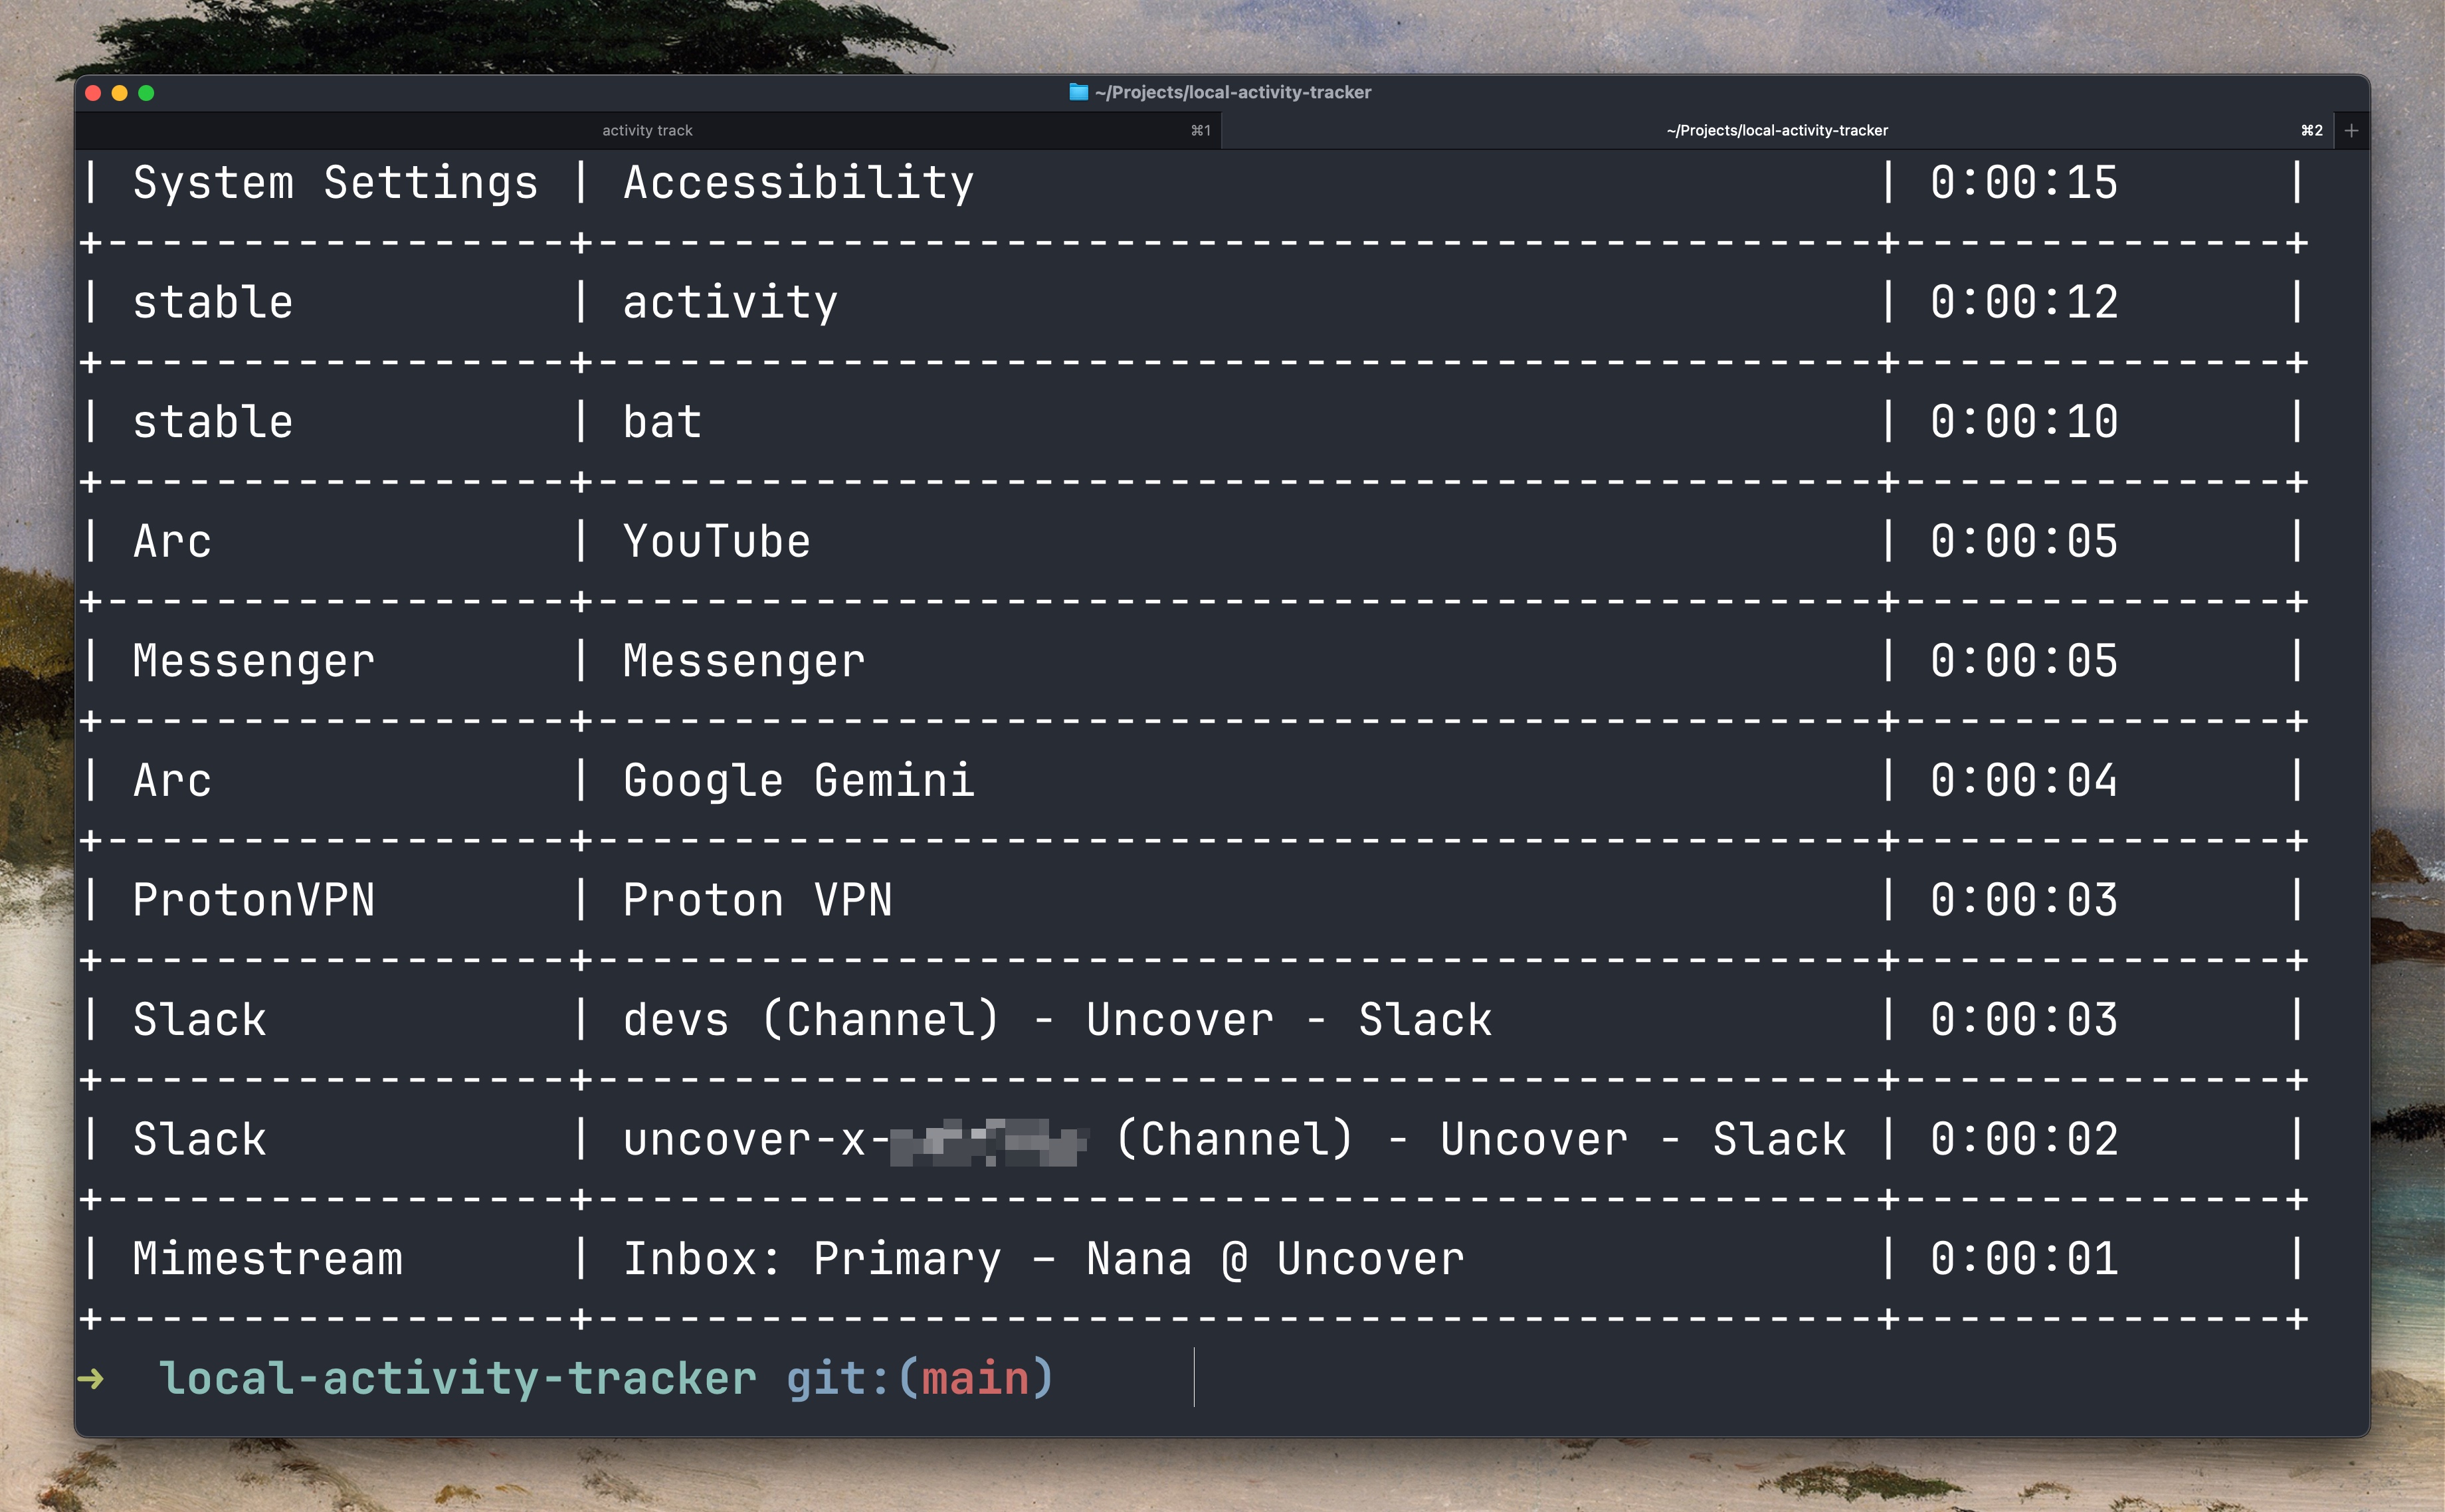 ~/Projects/local-activity-tracker
activity track ⌘1 ~/Projects/local-activity-tracker ⌘2 +
| System Settings | Accessibility | 0:00:15 |
| stable | activity | 0:00:12 |
| stable | bat | 0:00:10 |
| Arc | YouTube | 0:00:05 |
| Messenger | Messenger | 0:00:05 |
| Arc | Google Gemini | 0:00:04 |
| ProtonVPN | Proton VPN | 0:00:03 |
| Slack | devs (Channel) - Uncover - Slack | 0:00:03 |
| Slack | uncover-x- (Channel) - Uncover - Slack | 0:00:02 |
| Mimestream | Inbox: Primary – Nana @ Uncover | 0:00:01 |
→ local-activity-tracker git:(main)